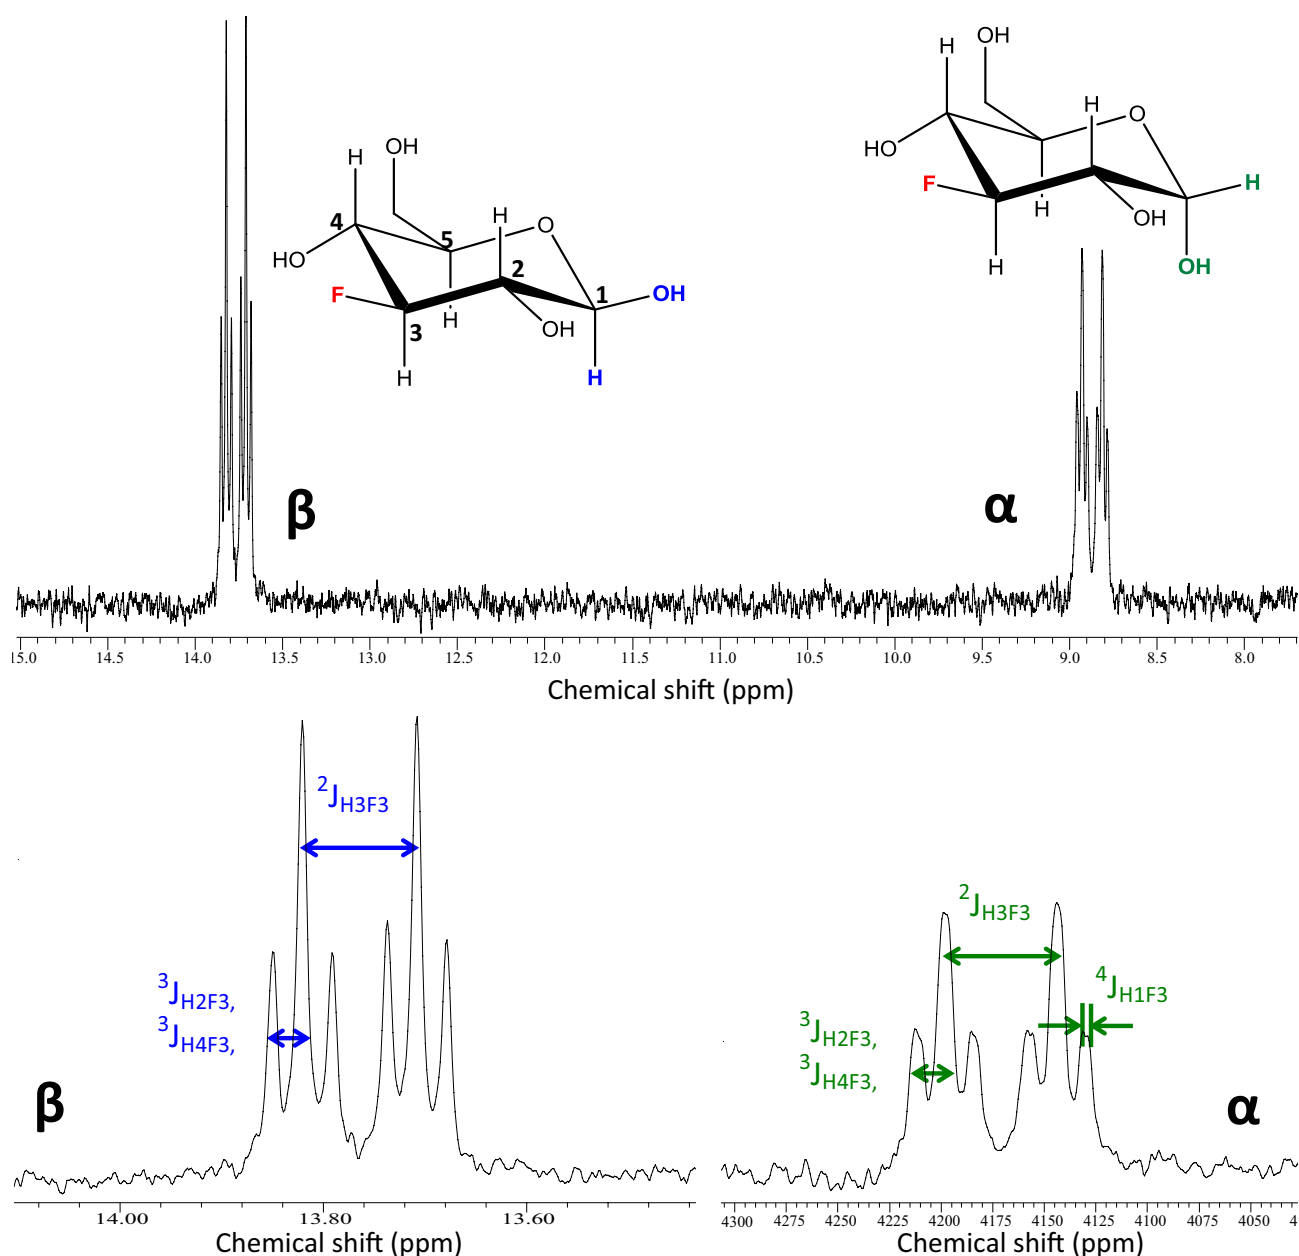 OH
H
4
HO
F
5
H
2
O
1
OH
OH
H
3
H
H
β
OH
H
H
O
HO
F
H
H
OH
H
OH
α
15.0 14.5 14.0 13.5 13.0 12.5 12.0 11.5 11.0 10.5 10.0 9.5 9.0 8.5 8.0
Chemical shift (ppm)
2JH3F3
3JH2F3,
3JH4F3,
β
14.00 13.80 13.60
Chemical shift (ppm)
2JH3F3
4JH1F3
3JH2F3,
3JH4F3,
α
4300 4275 4250 4225 4200 4175 4150 4125 4100 4075 4050
Chemical shift (ppm)